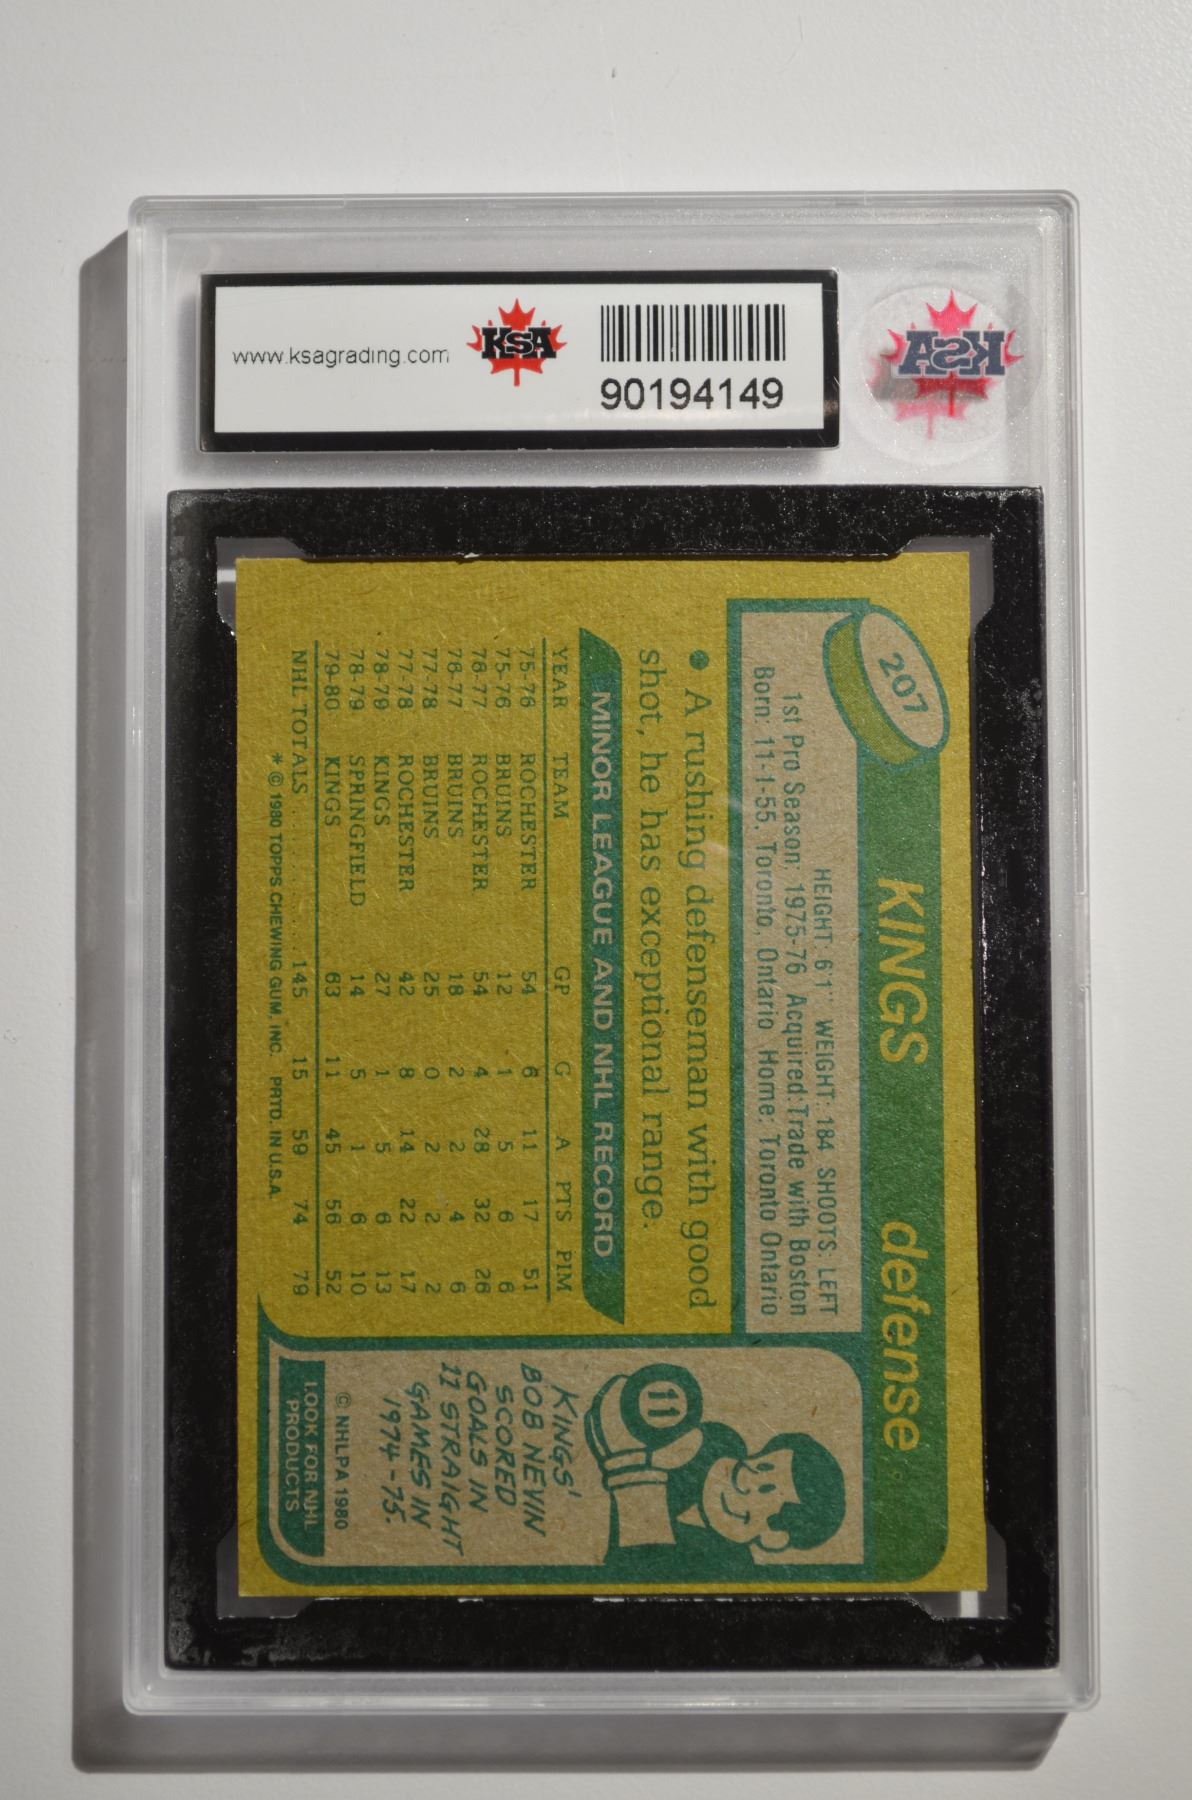 www.ksagrading.com
KSA
90194149
KSA
207
KINGS defense
HEIGHT: 6'1" WEIGHT: 184 SHOOTS: LEFT
1st Pro Season: 1975-76 Acquired:Trade with Boston
Born: 11-1-55, Toronto, Ontario Home: Toronto Ontario
• A rushing defenseman with good
shot, he has exceptional range.
MINOR LEAGUE AND NHL RECORD
YEAR TEAM GP G A PTS PIM
75-76 ROCHESTER 54 6 11 17 51
75-76 BRUINS 12 1 5 6 6
76-77 ROCHESTER 54 4 28 32 26
76-77 BRUINS 18 2 2 4 6
77-78 BRUINS 25 0 2 2 2
77-78 ROCHESTER 42 8 14 22 17
78-79 KINGS 27 1 5 6 13
78-79 SPRINGFIELD 14 5 1 6 10
79-80 KINGS 63 11 45 56 52
NHL TOTALS.......... 145 15 59 74 79
* © 1980 TOPPS CHEWING GUM, INC. PRTD. IN U.S.A.
11
KINGS'
BOB NEVIN
SCORED
GOALS IN
11 STRAIGHT
GAMES IN
1974-75.
© NHLPA 1980
LOOK FOR NHL
PRODUCTS